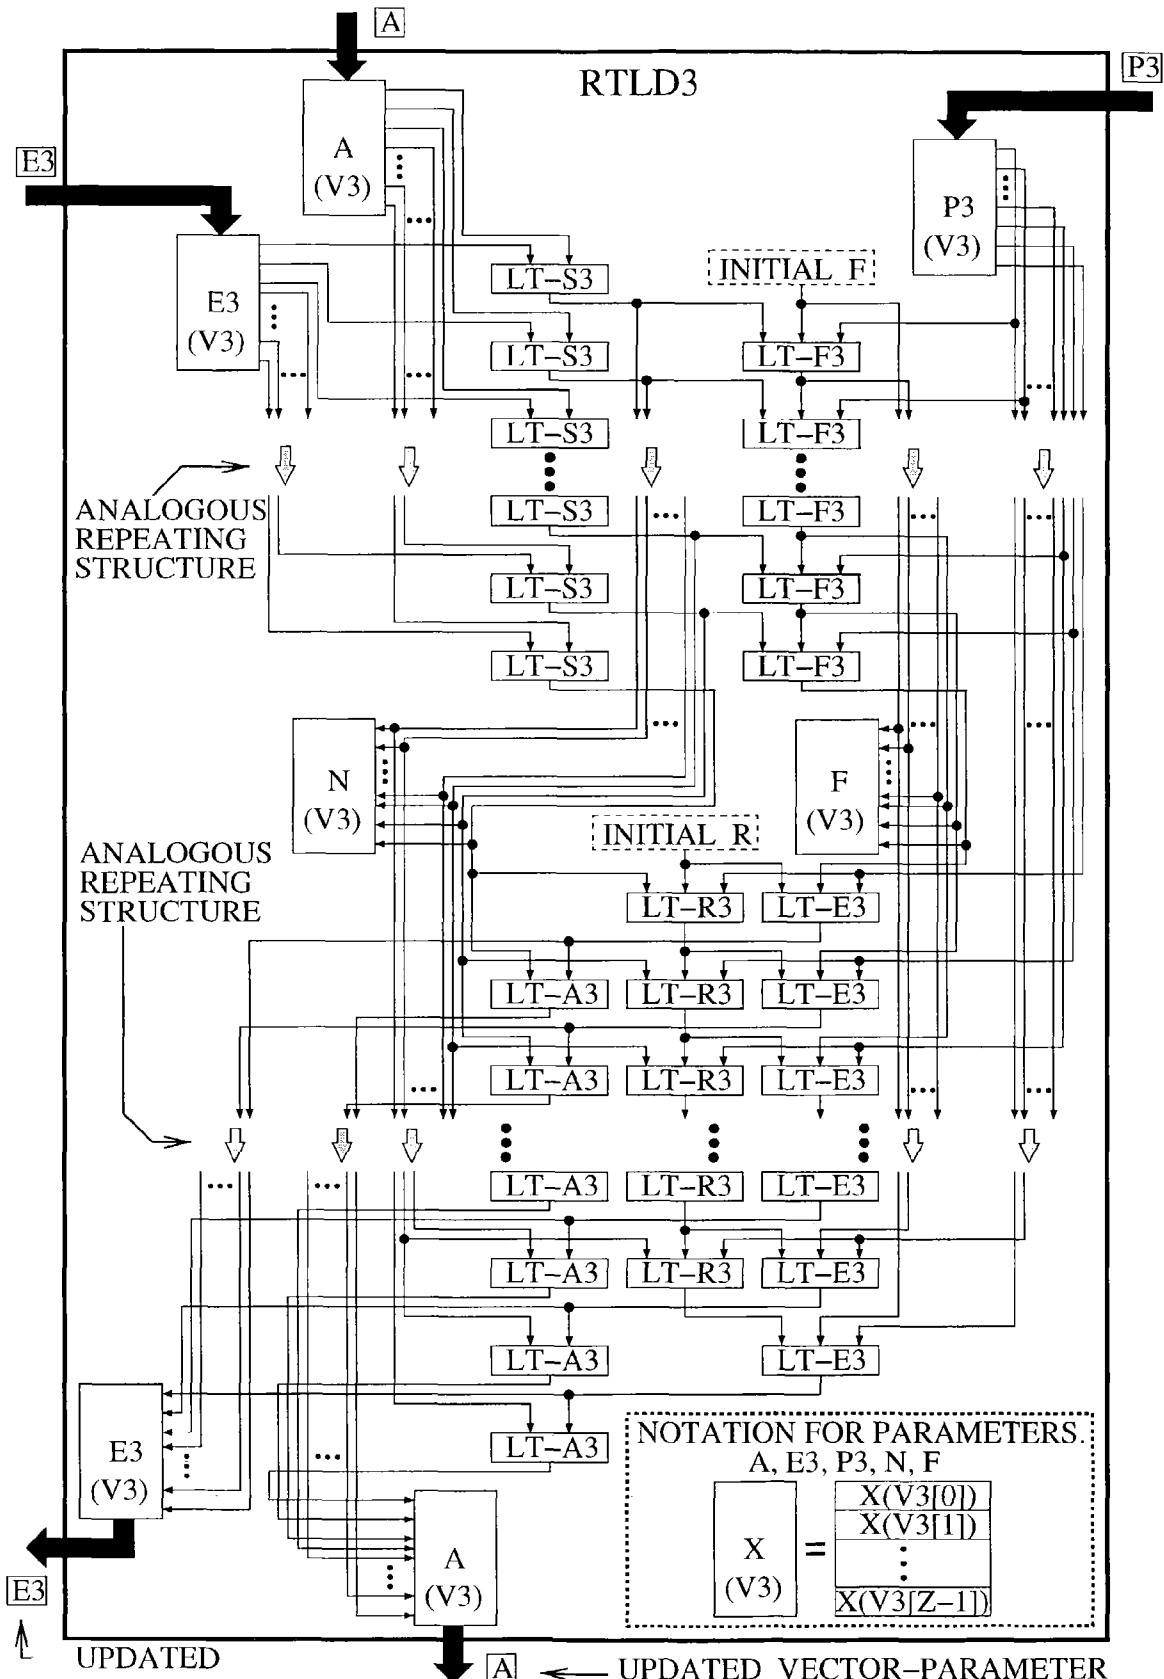 A
RTLD3
P3
E3
A
(V3)
P3
(V3)
E3
(V3)
LT-S3
INITIAL F
LT-S3
LT-F3
LT-S3
LT-F3
ANALOGOUS
REPEATING
STRUCTURE
LT-S3
LT-F3
LT-S3
LT-F3
LT-S3
LT-F3
N
(V3)
F
(V3)
INITIAL R
ANALOGOUS
REPEATING
STRUCTURE
LT-R3
LT-E3
LT-A3
LT-R3
LT-E3
LT-A3
LT-R3
LT-E3
LT-A3
LT-R3
LT-E3
LT-A3
LT-R3
LT-E3
LT-A3
LT-E3
LT-A3
E3
(V3)
A
(V3)
NOTATION FOR PARAMETERS.
A, E3, P3, N, F
X
(V3)
=
X(V3[0])
X(V3[1])
X(V3[Z-1])
E3
UPDATED
A
UPDATED VECTOR-PARAMETER